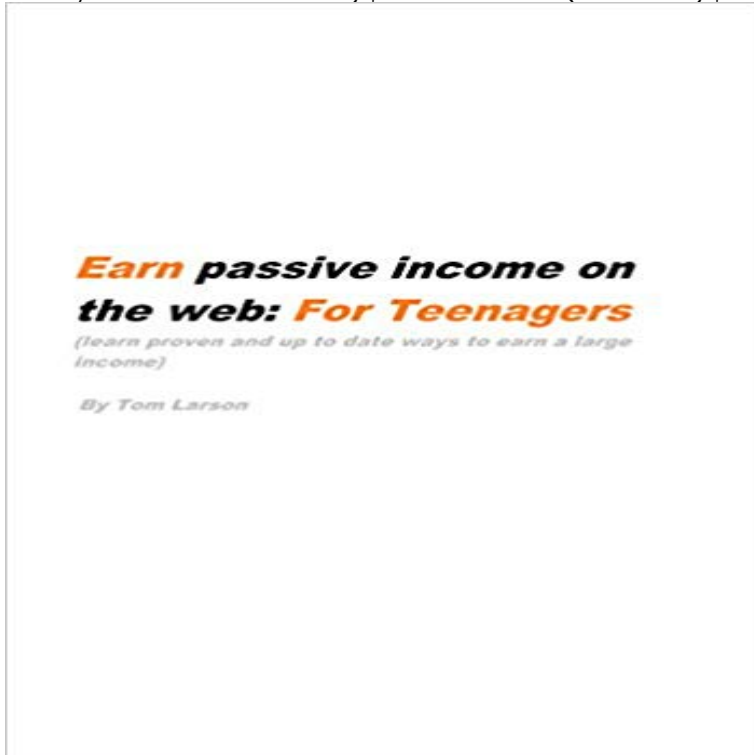 Earn passive income on
the web: For Teenagers
(learn proven and up to date ways to earn a large
income)
By Tom Larson